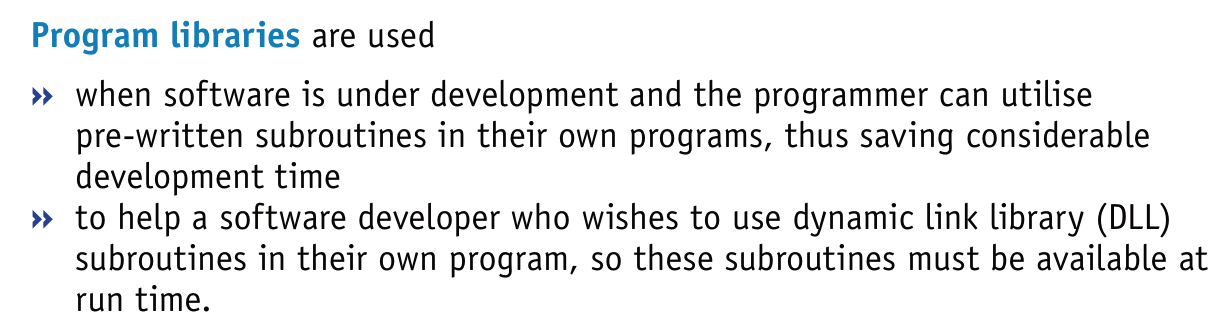 Program libraries are used
» when software is under development and the programmer can utilise
pre-written subroutines in their own programs, thus saving considerable
development time
» to help a software developer who wishes to use dynamic link library (DLL)
subroutines in their own program, so these subroutines must be available at
run time.